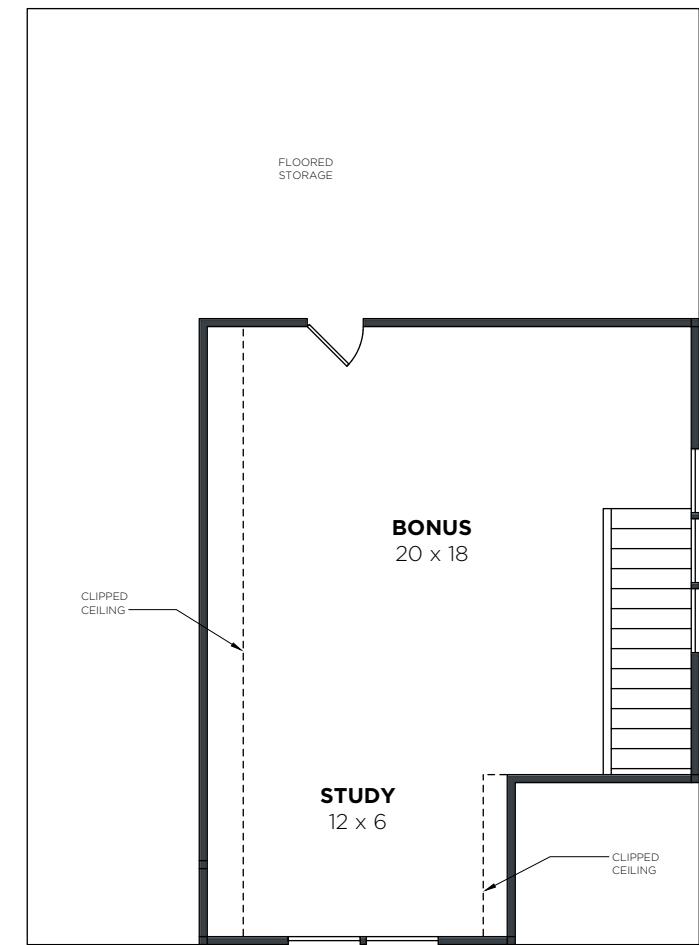 FLOORED
STORAGE
BONUS
20 x 18
CLIPPED
CEILING
STUDY
12 x 6
CLIPPED
CEILING